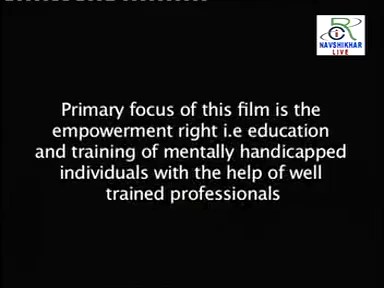 NAVSHIKHAR
LIVE
Primary focus of this film is the
empowerment right i.e education
and training of mentally handicapped
individuals with the help of well
trained professionals